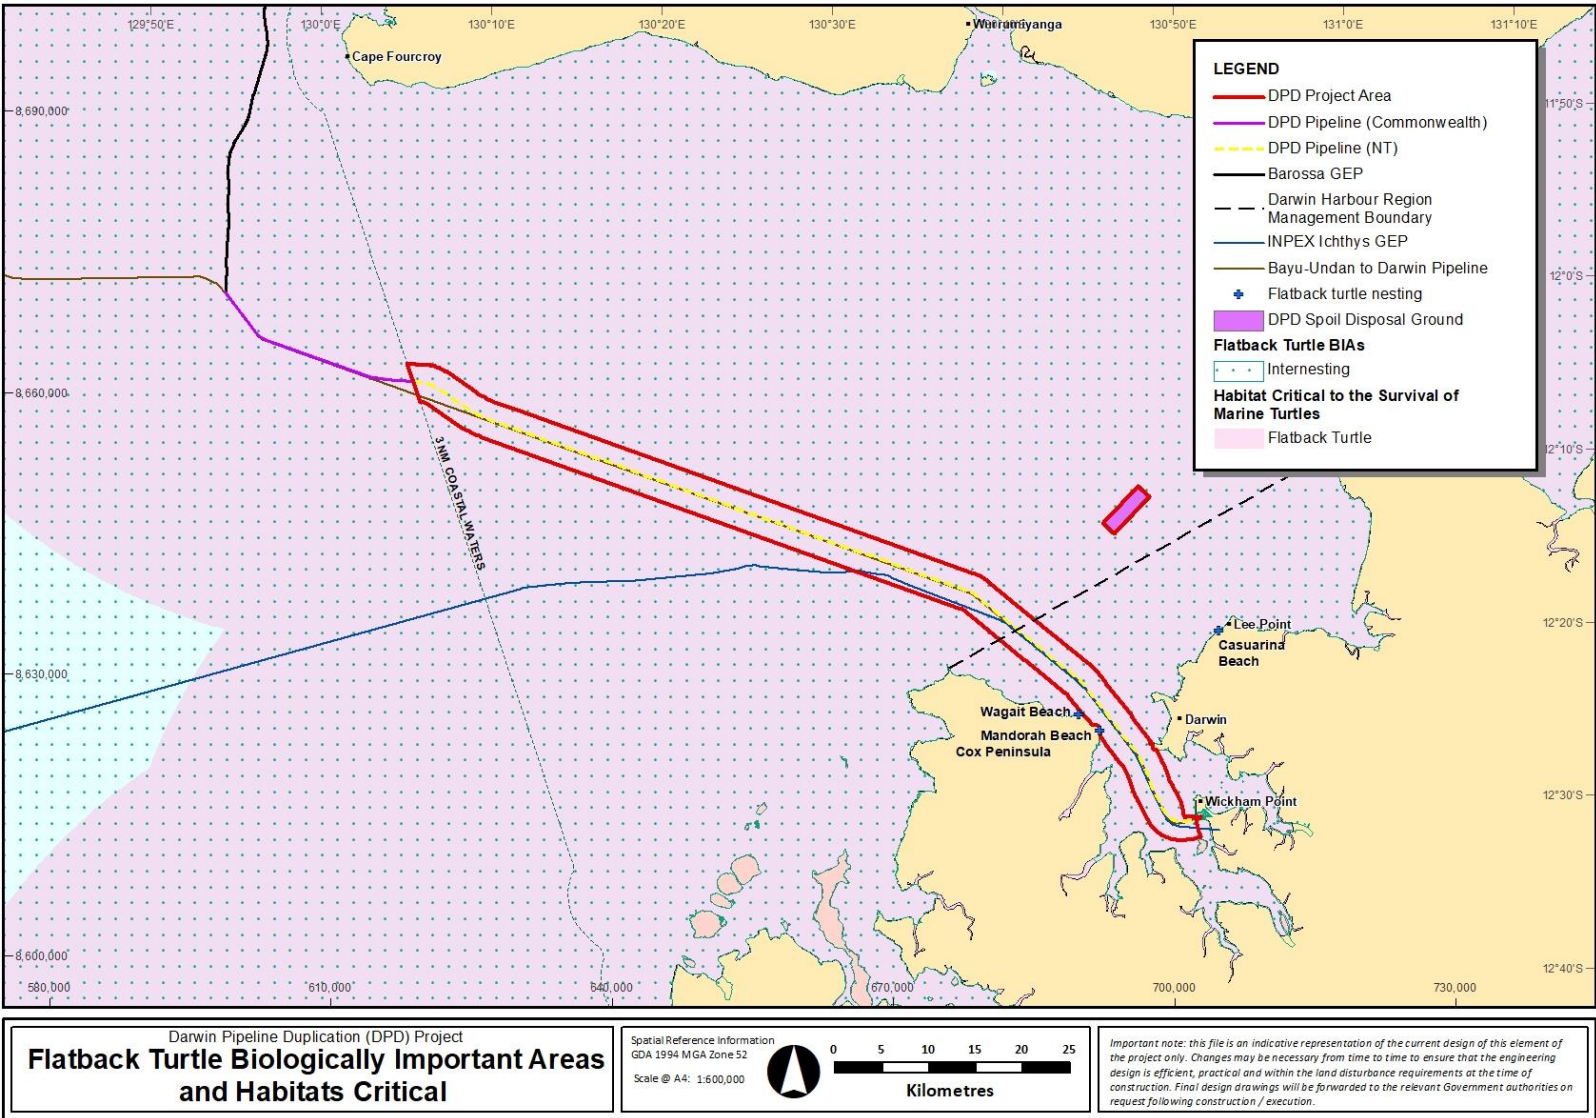 129°50'E
130°0'E
130°10'E
130°20'E
130°30'E
Wurrumiyanga
130°50'E
131°0'E
131°10'E
Cape Fourcroy
LEGEND
DPD Project Area
DPD Pipeline (Commonwealth)
DPD Pipeline (NT)
Barossa GEP
Darwin Harbour Region
Management Boundary
INPEX Ichthys GEP
Bayu-Undan to Darwin Pipeline
Flatback turtle nesting
DPD Spoil Disposal Ground
Flatback Turtle BIAs
Internesting
Habitat Critical to the Survival of
Marine Turtles
Flatback Turtle
8,690,000
11°50'S
12°0'S
8,660,000
12°10'S
3 NM COASTAL WATERS
12°20'S
Lee Point
Casuarina
Beach
8,630,000
Wagait Beach
Mandorah Beach
Cox Peninsula
Darwin
Wickham Point
12°30'S
8,600,000
12°40'S
580,000
610,000
640,000
670,000
700,000
730,000
Darwin Pipeline Duplication (DPD) Project
Flatback Turtle Biologically Important Areas
and Habitats Critical
Spatial Reference Information
GDA 1994 MGA Zone 52
Scale @ A4: 1:600,000
0 5 10 15 20 25
Kilometres
Important note: this file is an indicative representation of the current design of this element of
the project only. Changes may be necessary from time to time to ensure that the engineering
design is efficient, practical and within the land disturbance requirements at the time of
construction. Final design drawings will be forwarded to the relevant Government authorities on
request following construction / execution.